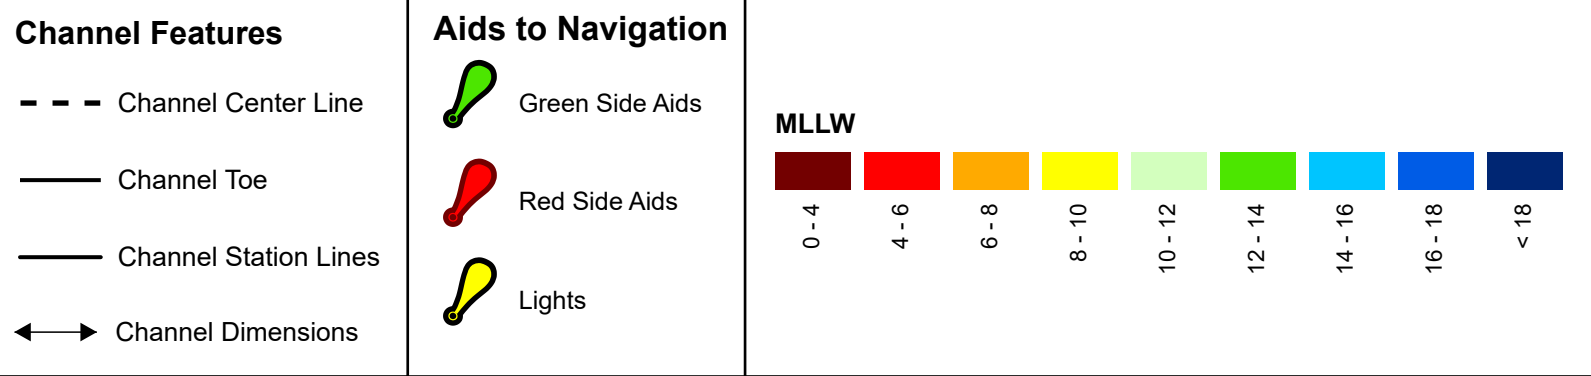 Channel Features
Channel Center Line
Channel Toe
Channel Station Lines
Channel Dimensions
Aids to Navigation
Green Side Aids
Red Side Aids
Lights
MLLW
0 - 4
4 - 6
6 - 8
8 - 10
10 - 12
12 - 14
14 - 16
16 - 18
< 18